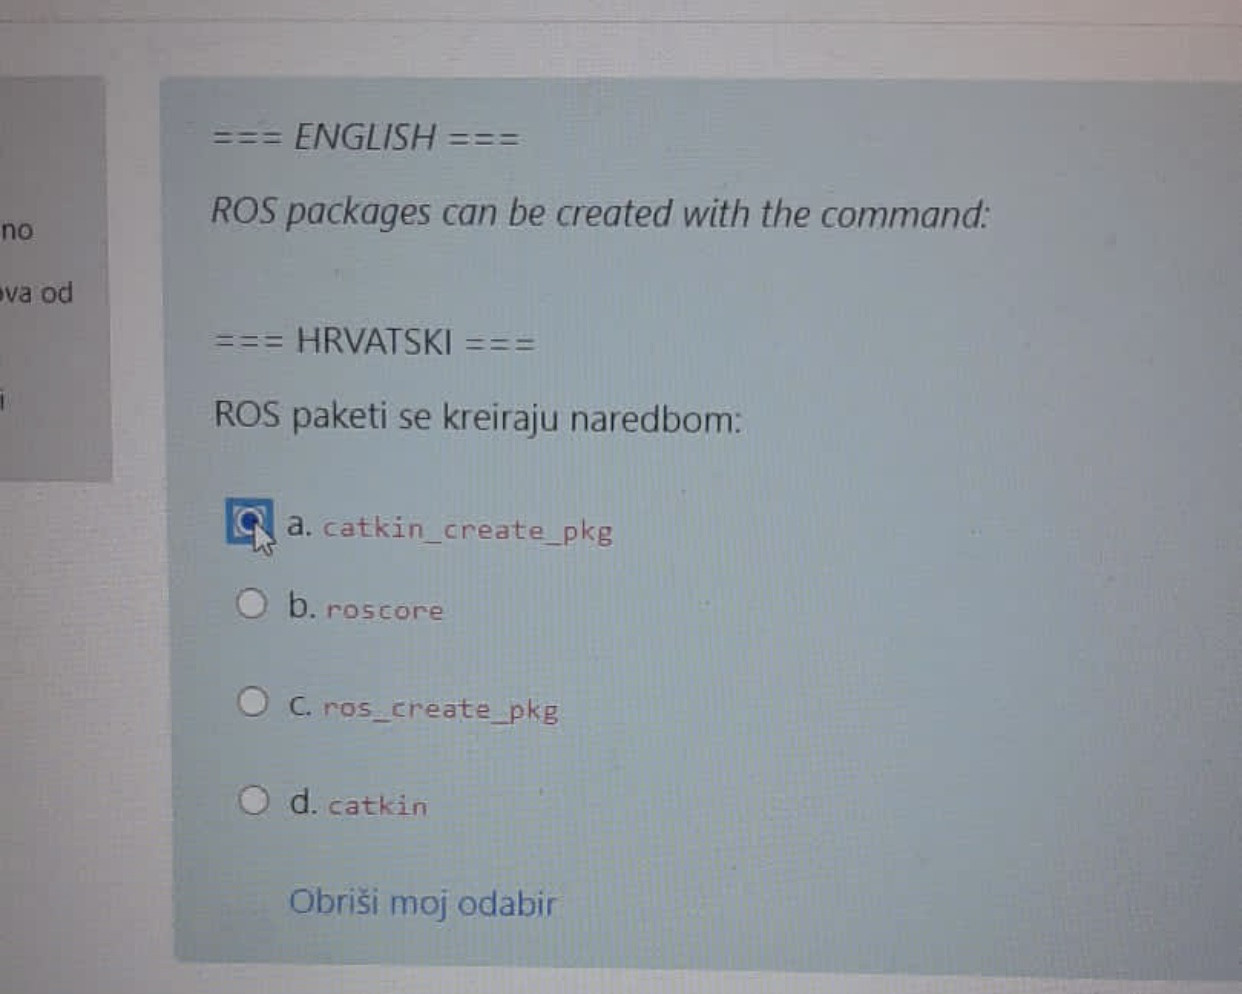 no
ova od
i
=== ENGLISH ===
ROS packages can be created with the command:
=== HRVATSKI ===
ROS paketi se kreiraju naredbom:
a. catkin_create_pkg
b. roscore
c. ros_create_pkg
d. catkin
Obriši moj odabir